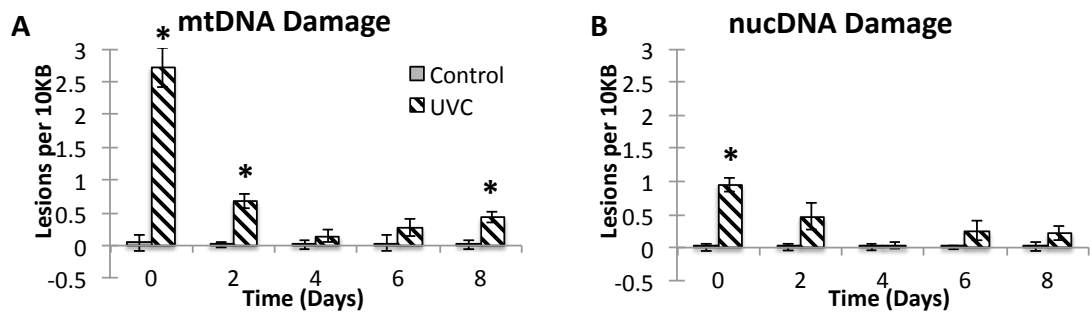 A
mtDNA Damage
Lesions per 10KB
3
2.5
2
1.5
1
0.5
0
-0.5
*
*
*
Control
UVC
0 2 4 6 8
Time (Days)
B
nucDNA Damage
Lesions per 10KB
3
2.5
2
1.5
1
0.5
0
-0.5
*
0 2 4 6 8
Time (Days)